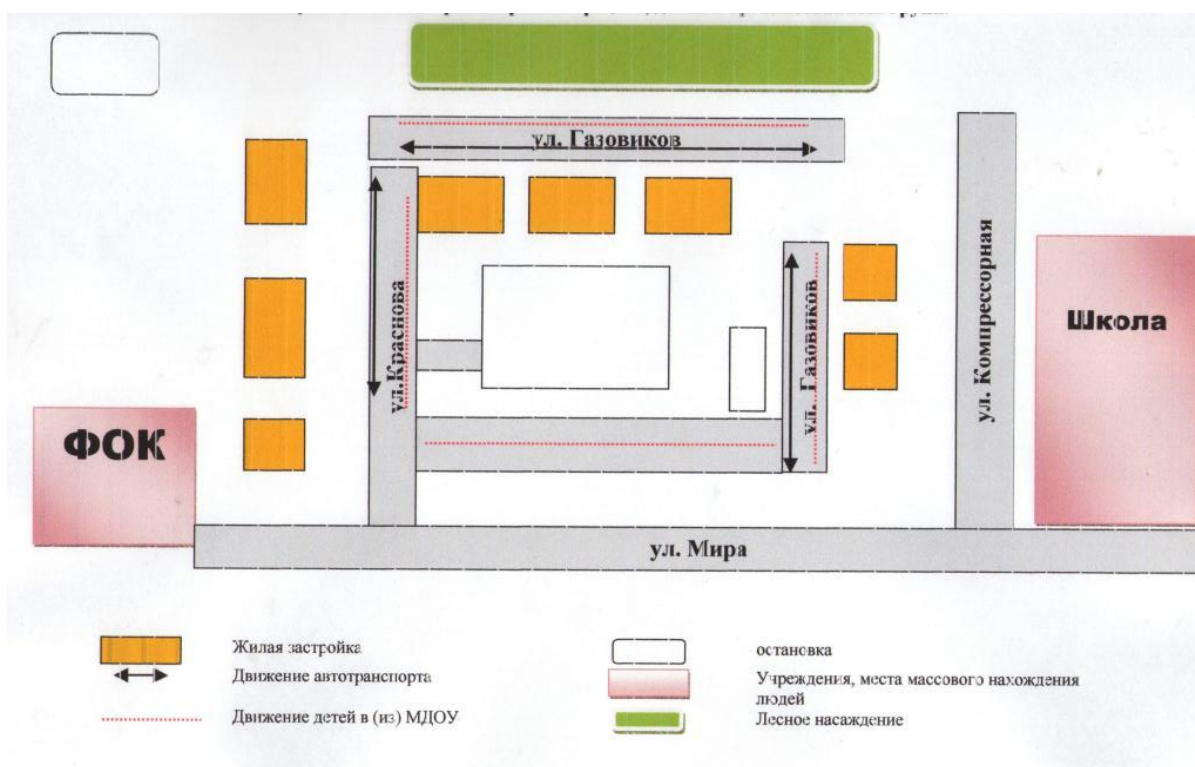 ул. Газовиков
ул.Краснова
ул. Газовиков
ул. Компрессорная
Школа
ФОК
ул. Мира
Жилая застройка
Движение автотранспорта
Движение детей в (из) МДОУ
остановка
Учреждения, места массового нахождения
людей
Лесное насаждение